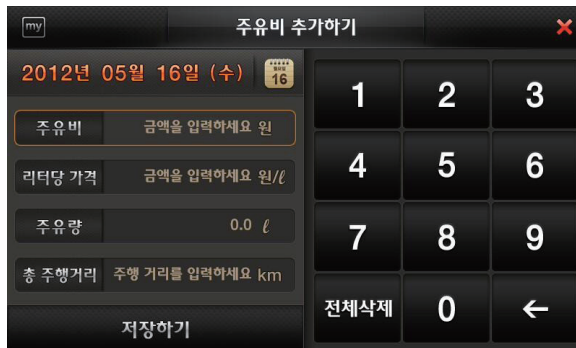 my
주유비 추가하기
2012년 05월 16일 (수)
16
주유비 금액을 입력하세요 원
리터당 가격 금액을 입력하세요 원/ℓ
주유량 0.0 ℓ
총 주행거리 주행 거리를 입력하세요 km
저장하기
1 2 3
4 5 6
7 8 9
전체삭제 0 ←